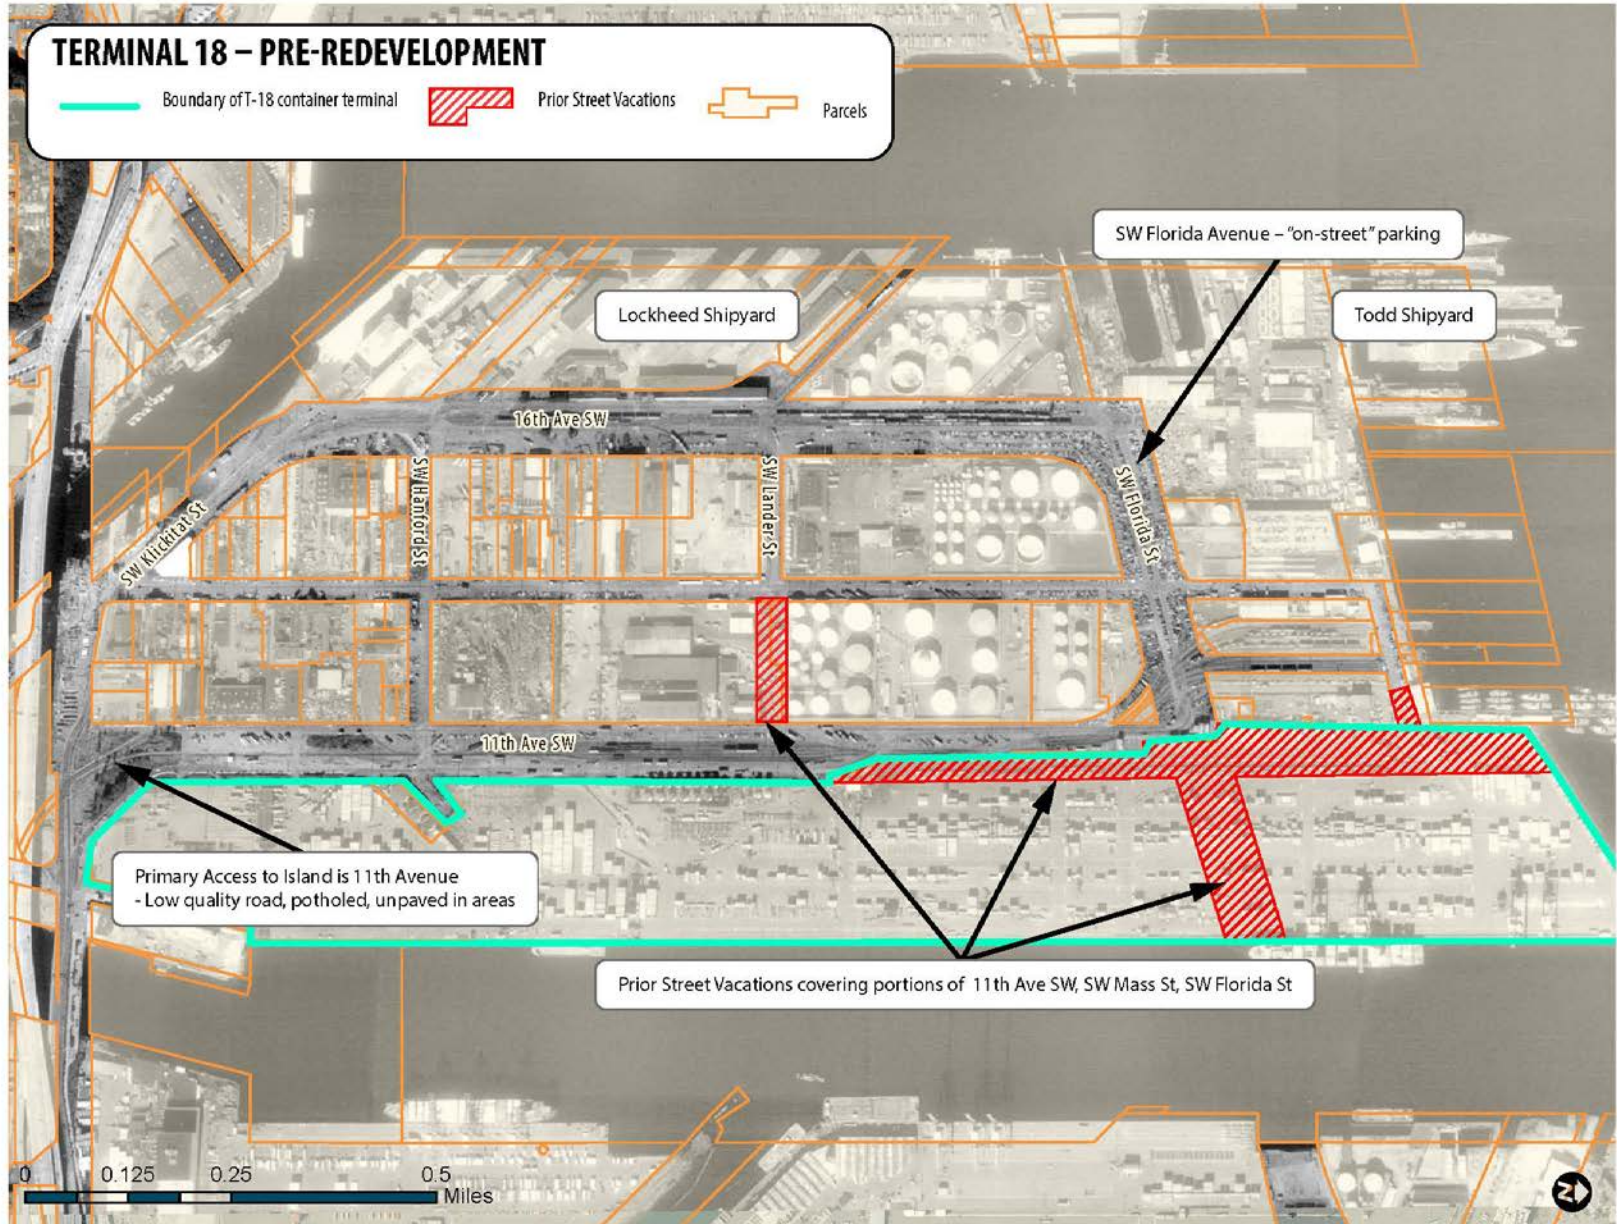 TERMINAL 18 – PRE-REDEVELOPMENT
Boundary of T-18 container terminal
Prior Street Vacations
Parcels
SW Florida Avenue – "on-street" parking
Lockheed Shipyard
Todd Shipyard
16th Ave SW
SW Klickitat St
SW Hanford St
SW Lander St
SW Florida St
11th Ave SW
Primary Access to Island is 11th Avenue
- Low quality road, potholed, unpaved in areas
Prior Street Vacations covering portions of 11th Ave SW, SW Mass St, SW Florida St
0 0.125 0.25 0.5
Miles
N